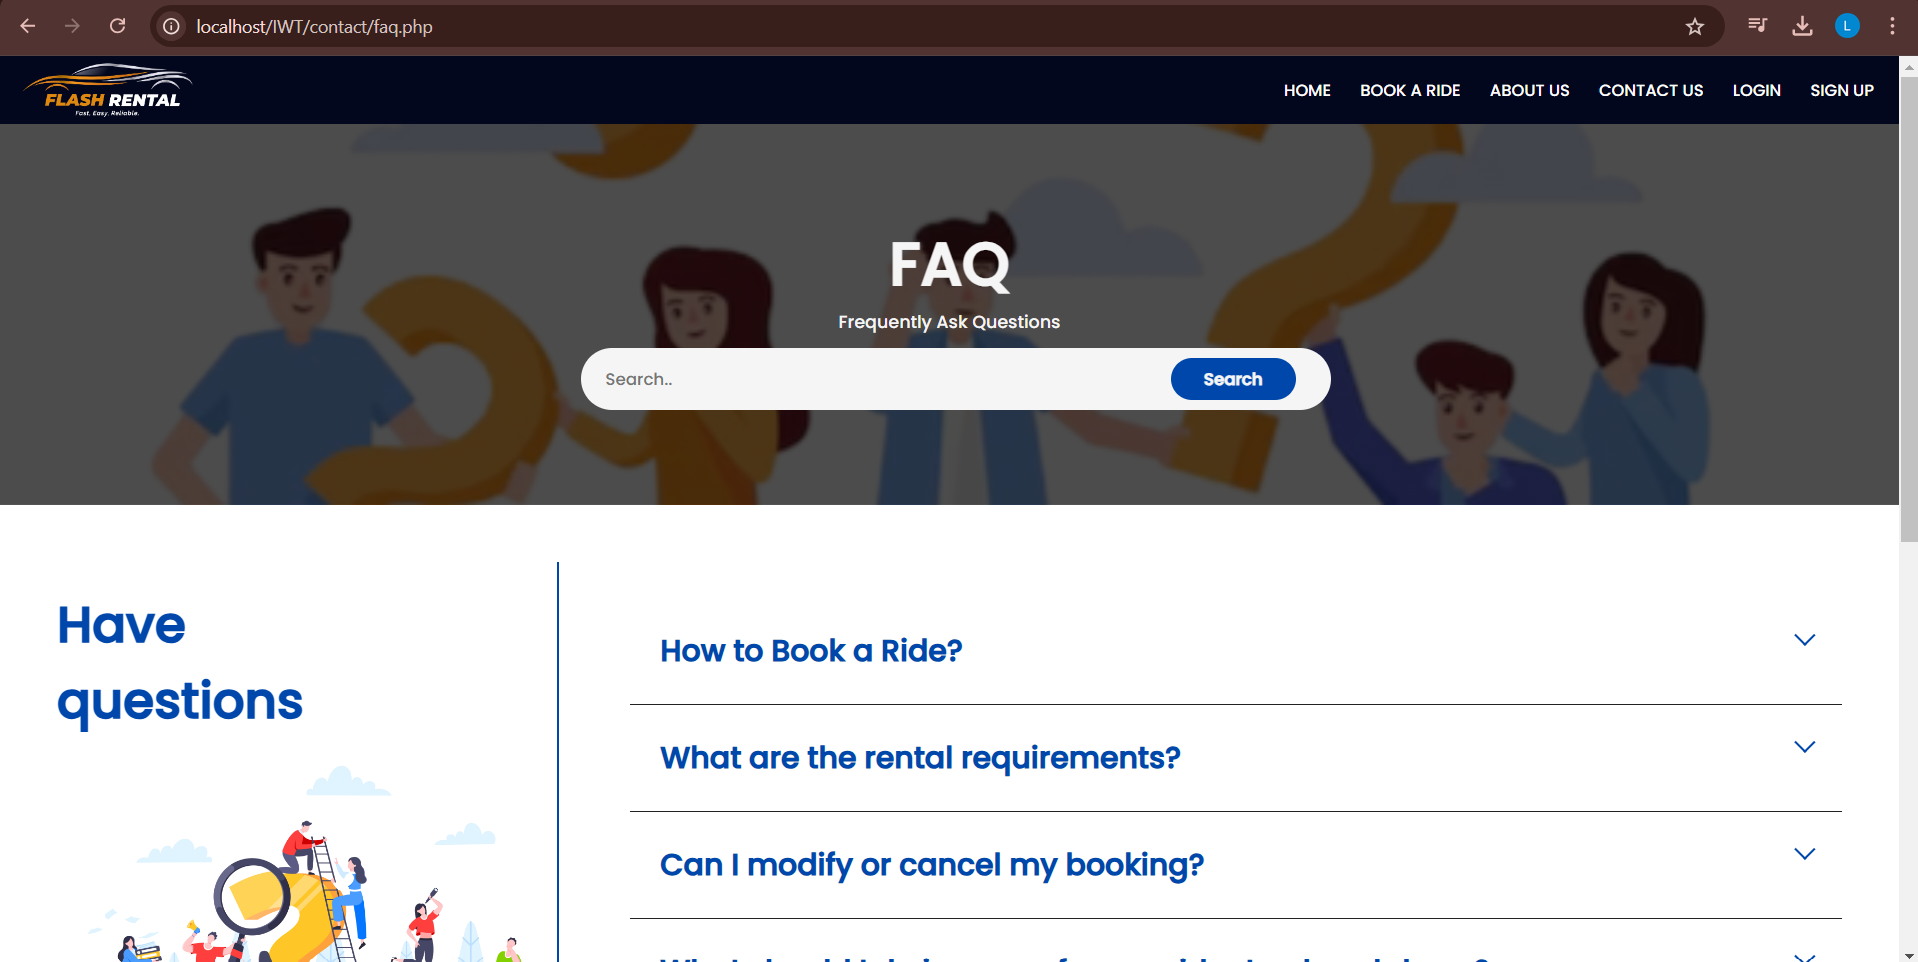 localhost/IWT/contact/faq.php
L
FLASH RENTAL
Fast. Easy. Reliable.
HOME BOOK A RIDE ABOUT US CONTACT US LOGIN SIGN UP
FAQ
Frequently Ask Questions
Search..
Search
Have
questions
How to Book a Ride?
What are the rental requirements?
Can I modify or cancel my booking?